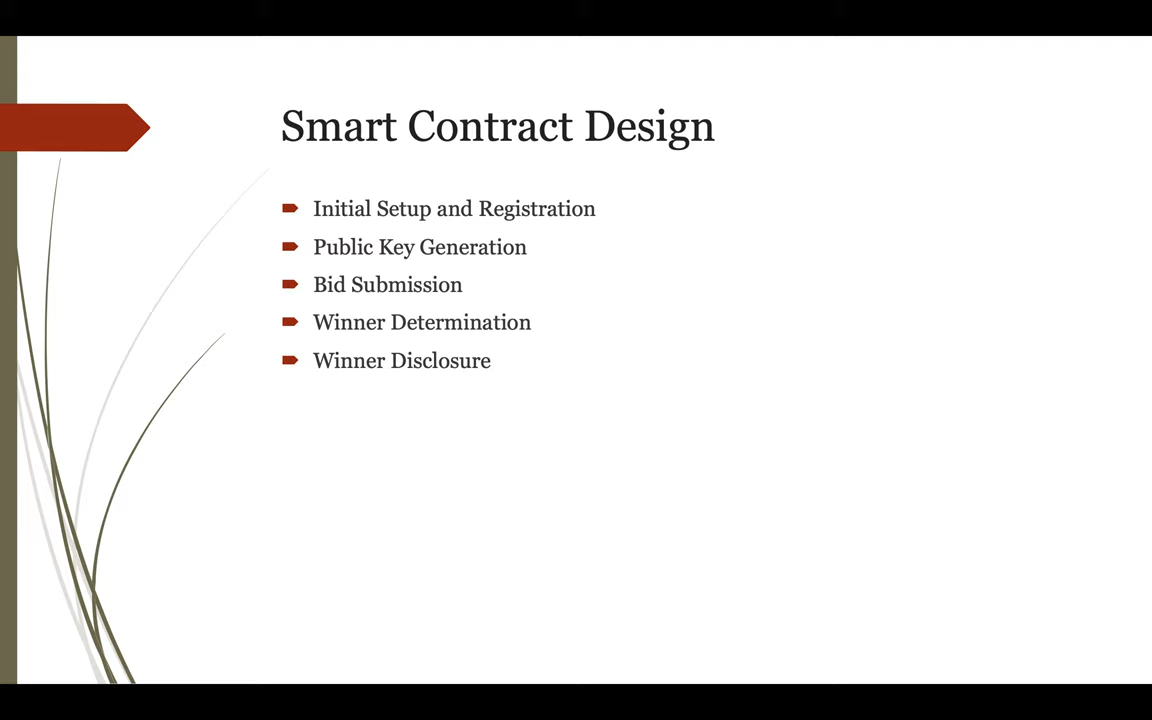 Smart Contract Design
Initial Setup and Registration
Public Key Generation
Bid Submission
Winner Determination
Winner Disclosure